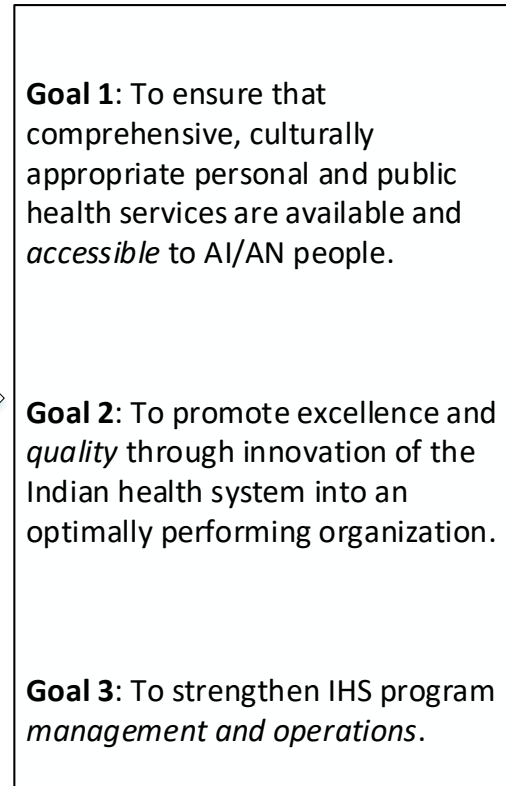 Goal 1: To ensure that
comprehensive, culturally
appropriate personal and public
health services are available and
accessible to AI/AN people.
Goal 2: To promote excellence and
quality through innovation of the
Indian health system into an
optimally performing organization.
Goal 3: To strengthen IHS program
management and operations.